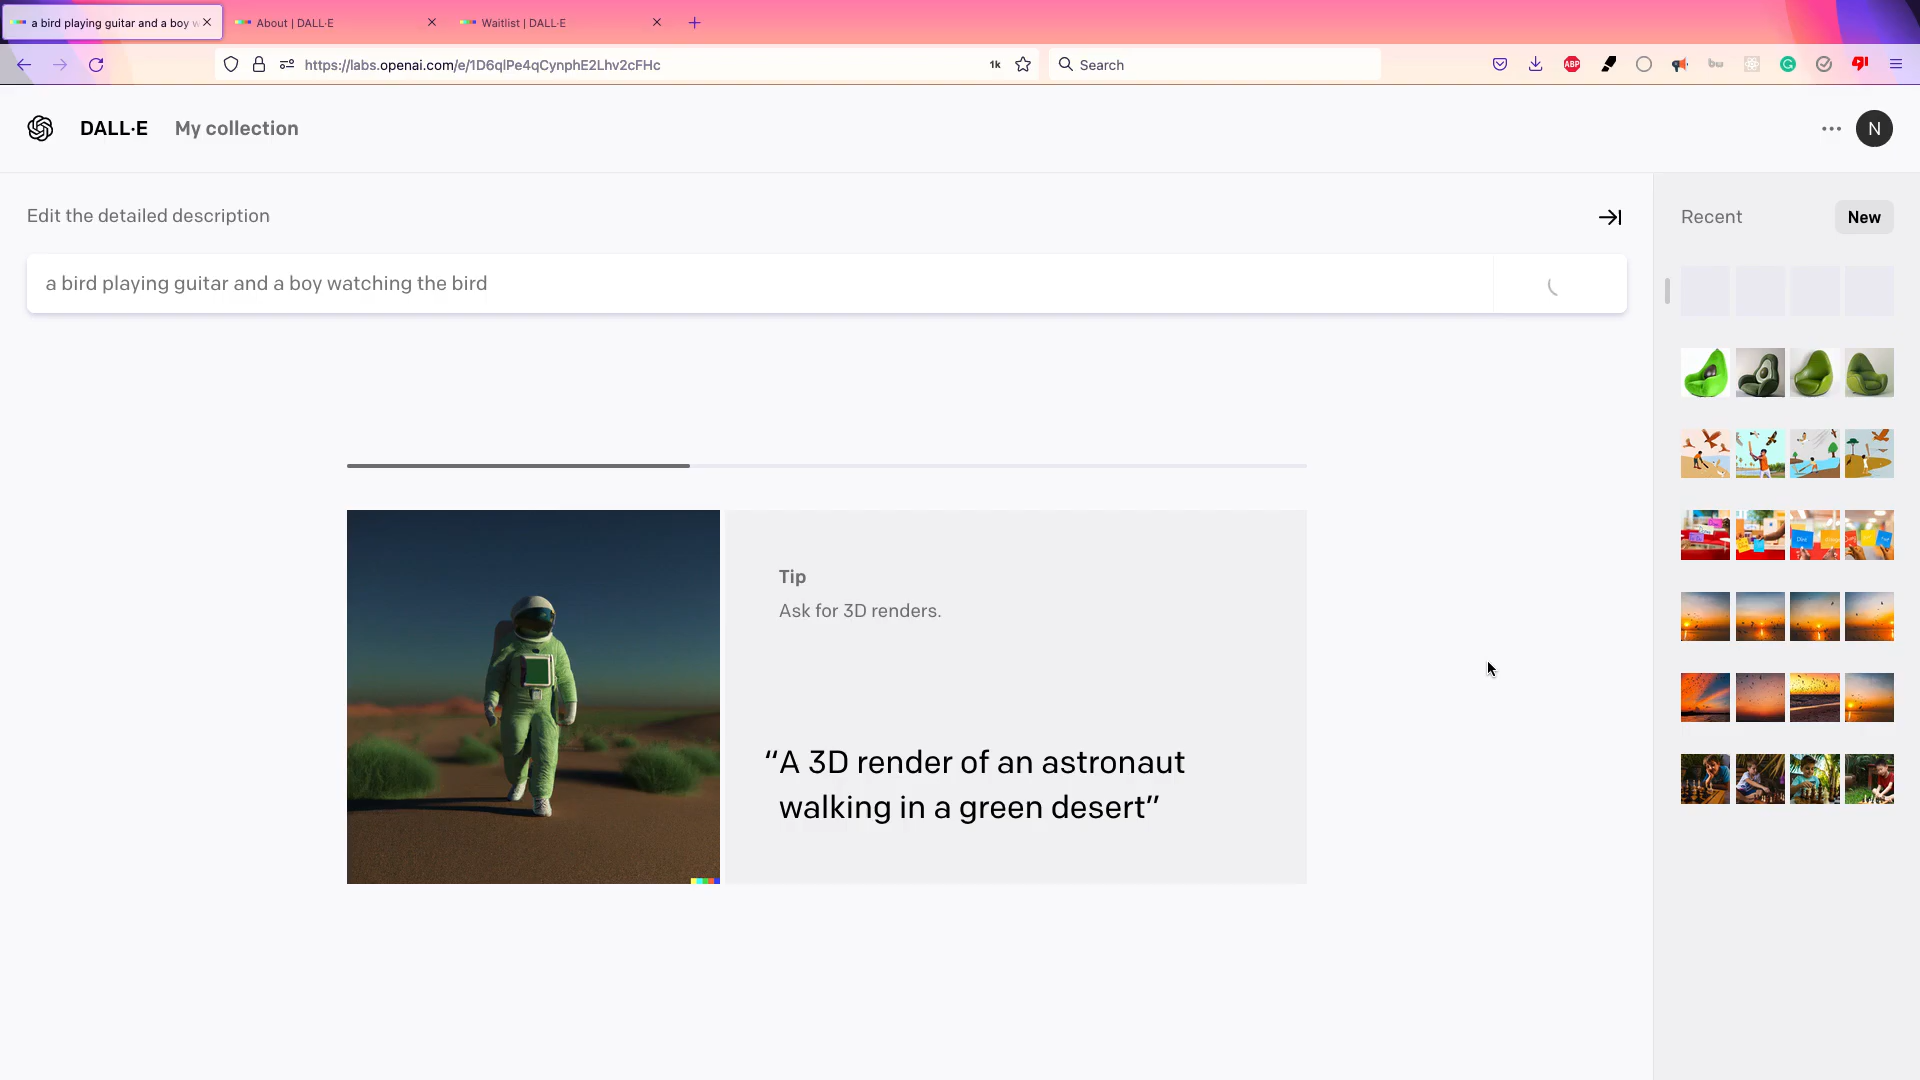 a bird playing guitar and a boy w
About | DALL·E
Waitlist | DALL·E
https://labs.openai.com/e/1D6qlPe4qCynphE2Lhv2cFHc
1k
Search
ABP
DALL·E
My collection
N
Edit the detailed description
Recent
New
a bird playing guitar and a boy watching the bird
Tip
Ask for 3D renders.
“A 3D render of an astronaut
walking in a green desert”